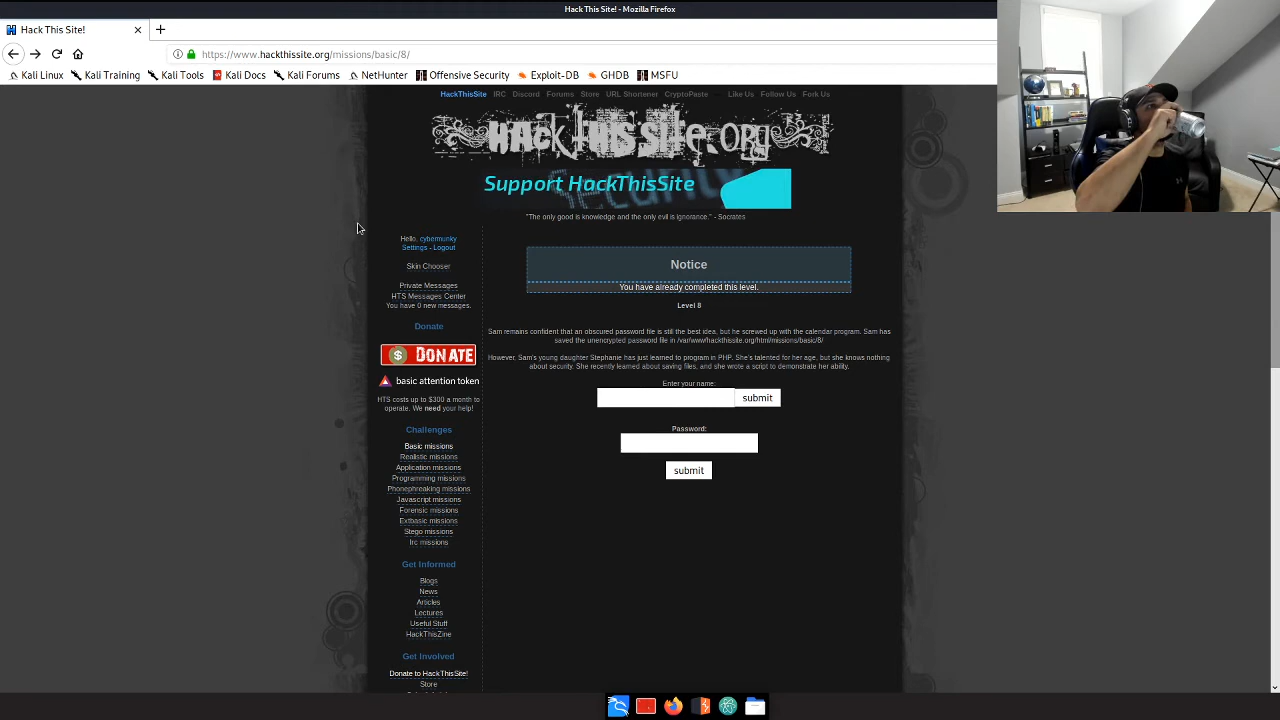 Hack This Site! - Mozilla Firefox
Hack This Site!
https://www.hackthissite.org/missions/basic/8/
Kali Linux Kali Training Kali Tools Kali Docs Kali Forums NetHunter Offensive Security Exploit-DB GHDB MSFU
HackThisSite IRC Discord Forums Store URL Shortener CryptoPaste Like Us Follow Us Fork Us
HACK THIS SITE.ORG
Support HackThisSite
"The only good is knowledge and the only evil is ignorance." - Socrates
Hello, cybermunky
Settings - Logout
Skin Chooser
Private Messages
HTS Messages Center
You have 0 new messages.
Donate
$ DONATE
basic attention token
HTS costs up to $300 a month to
operate. We need your help!
Challenges
Basic missions
Realistic missions
Application missions
Programming missions
Phonephreaking missions
Javascript missions
Forensic missions
Extbasic missions
Stego missions
Irc missions
Get Informed
Blogs
News
Articles
Lectures
Useful Stuff
HackThisZine
Get Involved
Donate to HackThisSite!
Store
Notice
You have already completed this level.
Level 8
Sam remains confident that an obscured password file is still the best idea, but he screwed up with the calendar program. Sam has
saved the unencrypted password file in /var/www/hackthissite.org/html/missions/basic/8/
However, Sam's young daughter Stephanie has just learned to program in PHP. She's talented for her age, but she knows nothing
about security. She recently learned about saving files, and she wrote a script to demonstrate her ability.
Enter your name:
submit
Password:
submit